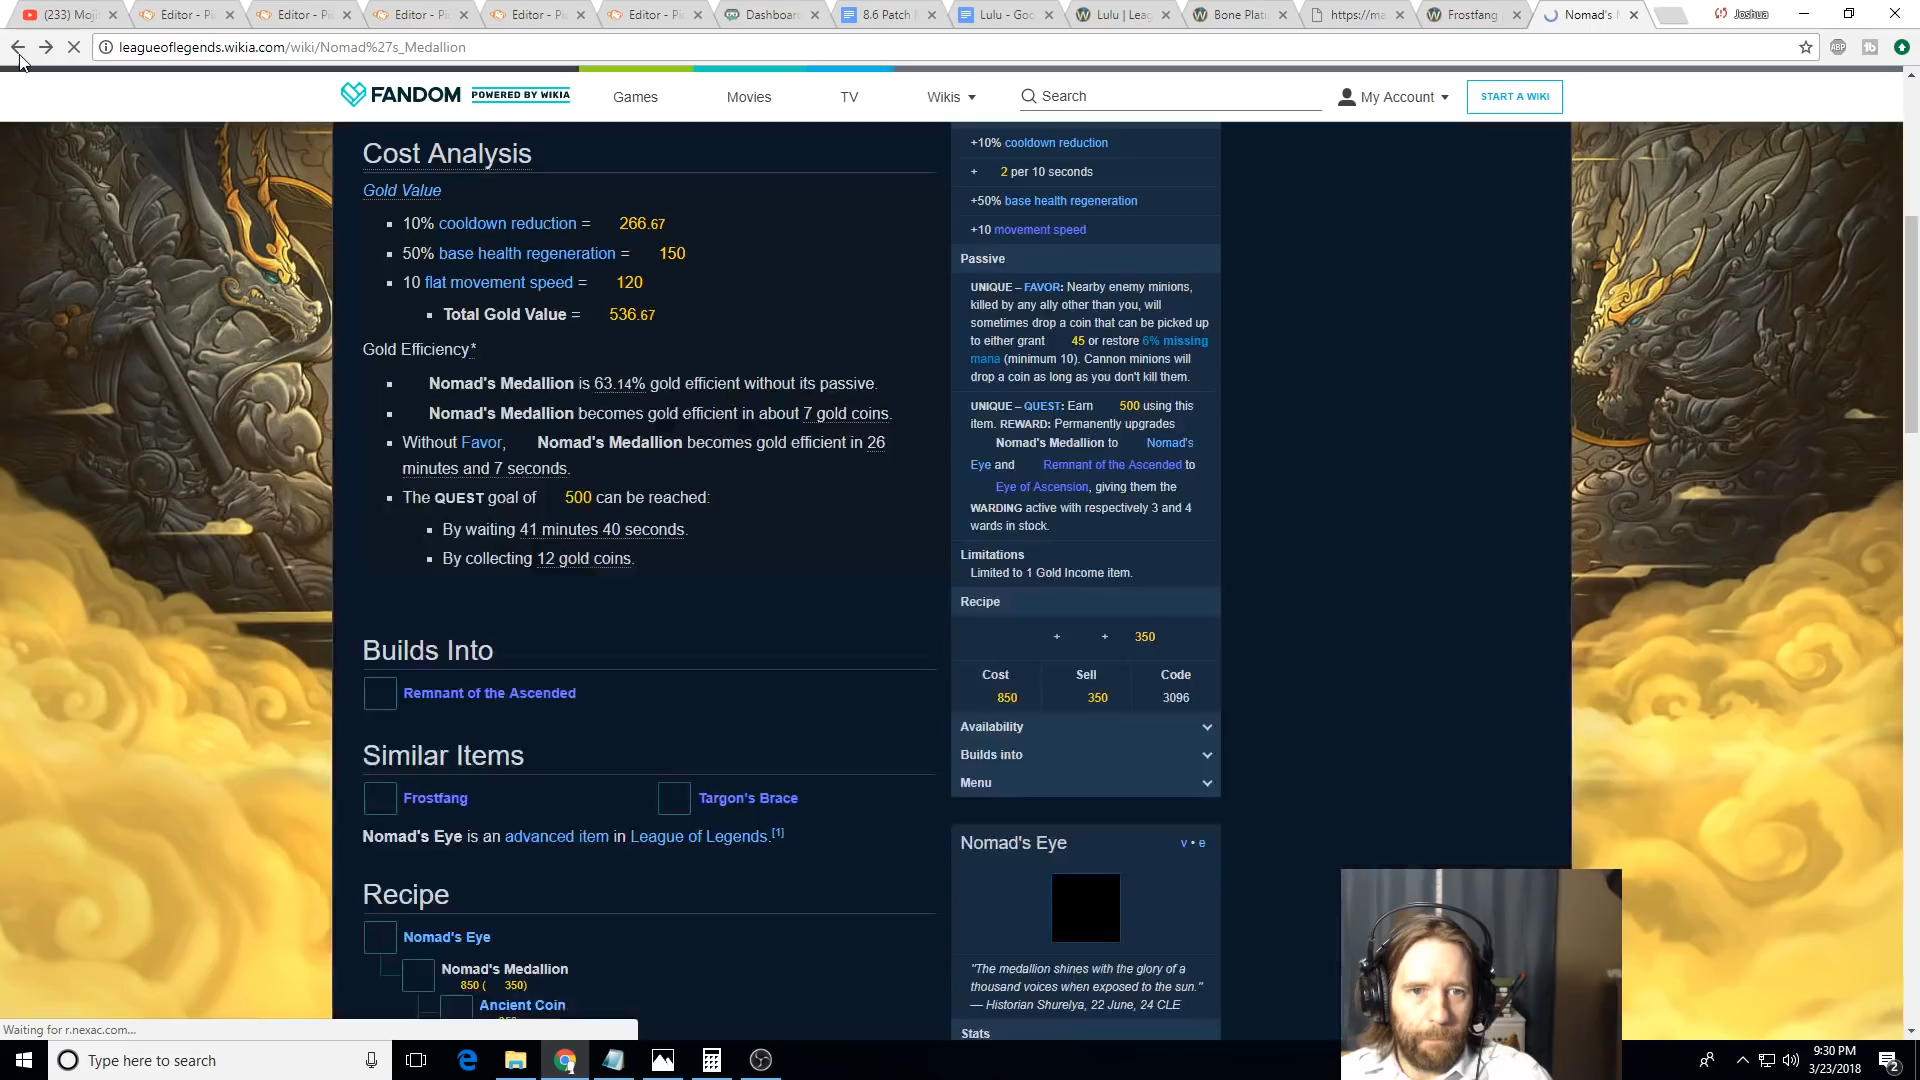 (233) Moji
Editor - Pi
Editor - Pi
Editor - Pi
Editor - Pi
Editor - Pi
Dashboar
8.6 Patch
Lulu - Goo
Lulu | Leag
Bone Plati
https://ma
Frostfang
Nomad's
Joshua
leagueoflegends.wikia.com/wiki/Nomad%27s_Medallion
FANDOM POWERED BY WIKIA
Games
Movies
TV
Wikis
Search
My Account
START A WIKI
Cost Analysis
Gold Value
10% cooldown reduction = 266.67
50% base health regeneration = 150
10 flat movement speed = 120
Total Gold Value = 536.67
Gold Efficiency*
Nomad's Medallion is 63.14% gold efficient without its passive.
Nomad's Medallion becomes gold efficient in about 7 gold coins.
Without Favor, Nomad's Medallion becomes gold efficient in 26
minutes and 7 seconds.
The QUEST goal of 500 can be reached:
By waiting 41 minutes 40 seconds.
By collecting 12 gold coins.
Builds Into
Remnant of the Ascended
Similar Items
Frostfang
Targon's Brace
Nomad's Eye is an advanced item in League of Legends.[1]
Recipe
Nomad's Eye
Nomad's Medallion
850 ( 350)
Ancient Coin
+10% cooldown reduction
+ 2 per 10 seconds
+50% base health regeneration
+10 movement speed
Passive
UNIQUE – FAVOR: Nearby enemy minions,
killed by any ally other than you, will
sometimes drop a coin that can be picked up
to either grant 45 or restore 6% missing
mana (minimum 10). Cannon minions will
drop a coin as long as you don't kill them.
UNIQUE – QUEST: Earn 500 using this
item. REWARD: Permanently upgrades
Nomad's Medallion to Nomad's
Eye and Remnant of the Ascended to
Eye of Ascension, giving them the
WARDING active with respectively 3 and 4
wards in stock.
Limitations
Limited to 1 Gold Income item.
Recipe
+ + 350
Cost Sell Code
850 350 3096
Availability
Builds into
Menu
Nomad's Eye v • e
"The medallion shines with the glory of a
thousand voices when exposed to the sun."
— Historian Shurelya, 22 June, 24 CLE
Stats
Waiting for r.nexac.com...
Type here to search
9:30 PM
3/23/2018
2